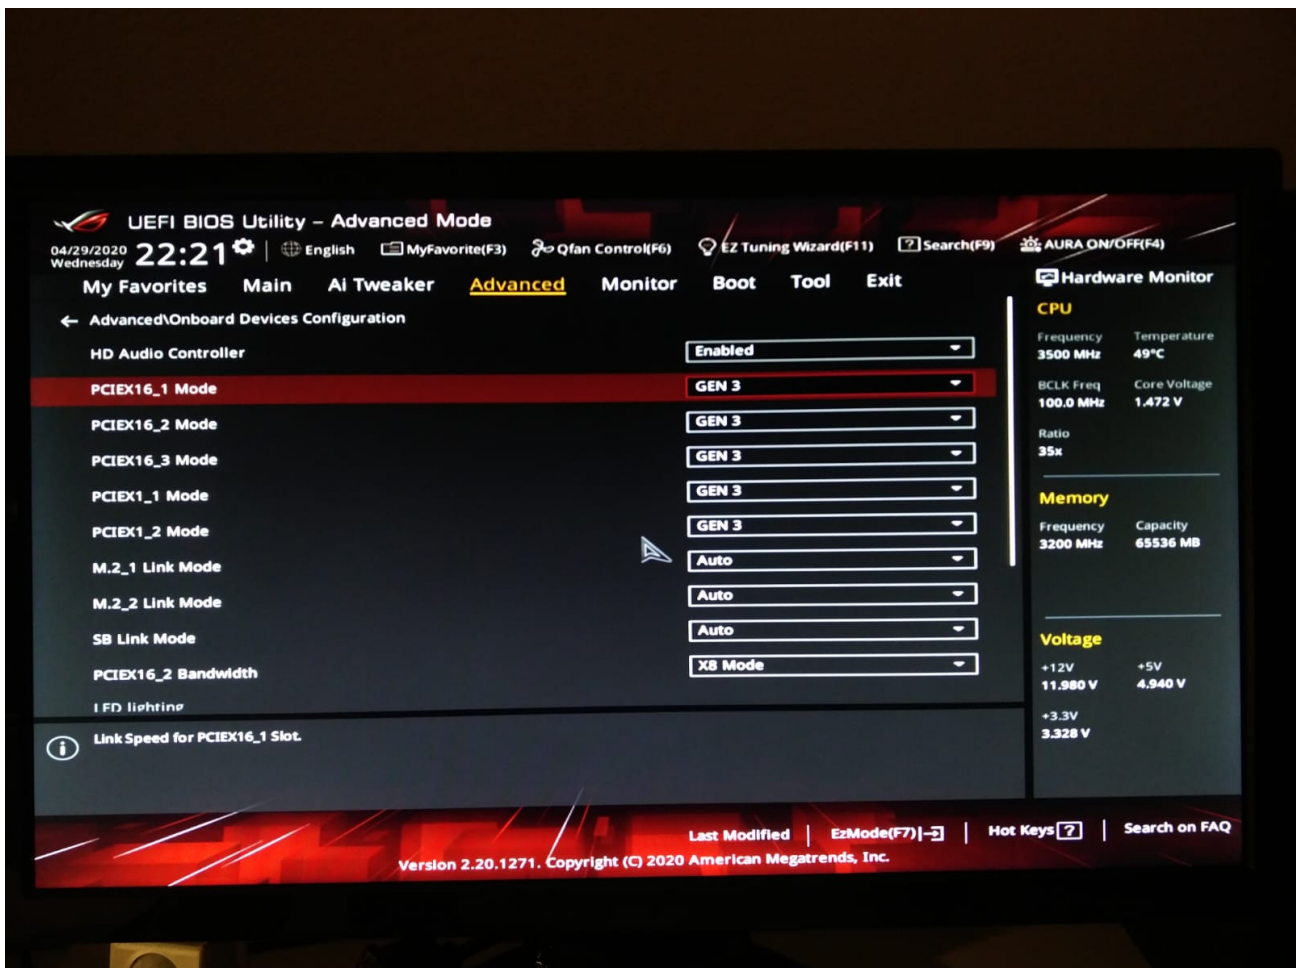 UEFI BIOS Utility – Advanced Mode
04/29/2020
Wednesday
22:21
English
MyFavorite(F3)
Qfan Control(F6)
EZ Tuning Wizard(F11)
? Search(F9)
AURA ON/OFF(F4)
My Favorites Main Ai Tweaker Advanced Monitor Boot Tool Exit
← Advanced\Onboard Devices Configuration
HD Audio Controller Enabled
PCIEX16_1 Mode GEN 3
PCIEX16_2 Mode GEN 3
PCIEX16_3 Mode GEN 3
PCIEX1_1 Mode GEN 3
PCIEX1_2 Mode GEN 3
M.2_1 Link Mode Auto
M.2_2 Link Mode Auto
SB Link Mode Auto
PCIEX16_2 Bandwidth X8 Mode
LED lighting
i Link Speed for PCIEX16_1 Slot.
Hardware Monitor
CPU
Frequency Temperature
3500 MHz 49°C
BCLK Freq Core Voltage
100.0 MHz 1.472 V
Ratio
35x
Memory
Frequency Capacity
3200 MHz 65536 MB
Voltage
+12V +5V
11.980 V 4.940 V
+3.3V
3.328 V
Last Modified | EzMode(F7) | Hot Keys ? | Search on FAQ
Version 2.20.1271. Copyright (C) 2020 American Megatrends, Inc.